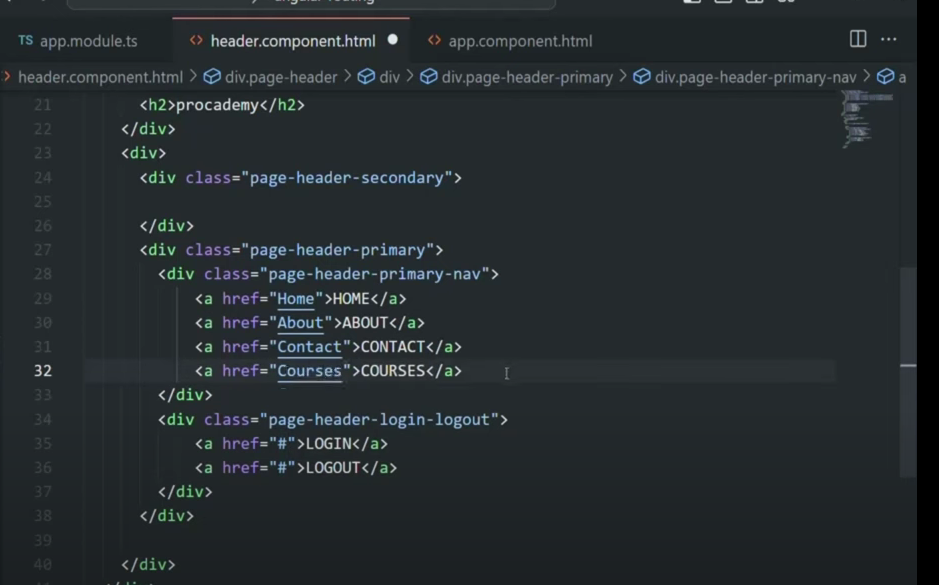 TS app.module.ts <> header.component.html ● <> app.component.html ...
> header.component.html > div.page-header > div > div.page-header-primary > div.page-header-primary-nav > a
21 <h2>procademy</h2>
22 </div>
23 <div>
24 <div class="page-header-secondary">
25
26 </div>
27 <div class="page-header-primary">
28 <div class="page-header-primary-nav">
29 <a href="Home">HOME</a>
30 <a href="About">ABOUT</a>
31 <a href="Contact">CONTACT</a>
32 <a href="Courses">COURSES</a>
33 </div>
34 <div class="page-header-login-logout">
35 <a href="#">LOGIN</a>
36 <a href="#">LOGOUT</a>
37 </div>
38 </div>
39
40 </div>